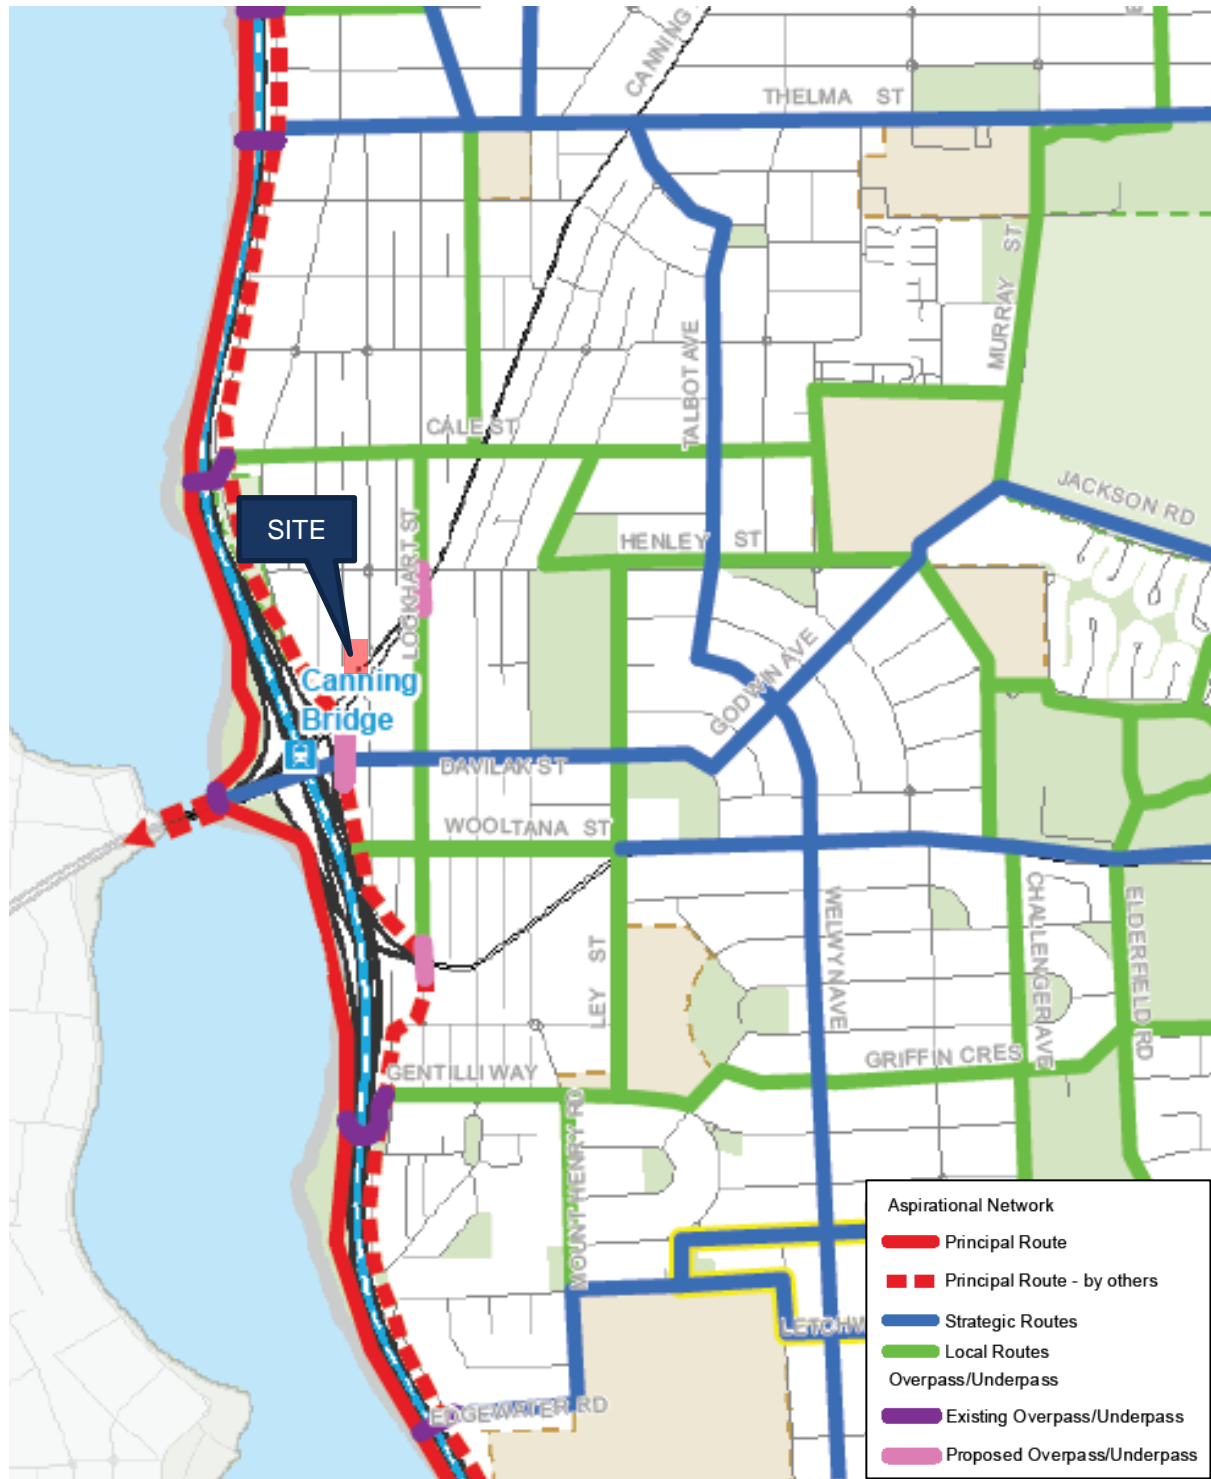 CANNING
THELMA ST
MURRAY ST
TALBOT AVE
CALE ST
JACKSON RD
SITE
LOCKHART ST
HENLEY ST
GODWIN AVE
Canning
Bridge
DAVILAK ST
WOOLTANA ST
LEY ST
WELWYN AVE
CHALLENGER AVE
ELDERFIELD RD
GRIFFIN CRES
GENTILLI WAY
MOUNT HENRY RD
LETCHW
EDGEWATER RD
Aspirational Network
Principal Route
Principal Route - by others
Strategic Routes
Local Routes
Overpass/Underpass
Existing Overpass/Underpass
Proposed Overpass/Underpass